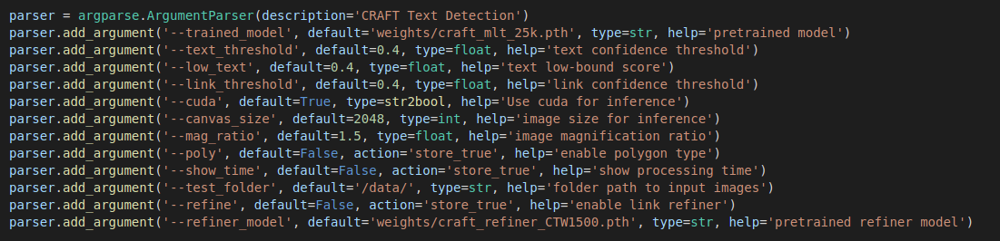 parser = argparse.ArgumentParser(description='CRAFT Text Detection')
parser.add_argument('--trained_model', default='weights/craft_mlt_25k.pth', type=str, help='pretrained model')
parser.add_argument('--text_threshold', default=0.4, type=float, help='text confidence threshold')
parser.add_argument('--low_text', default=0.4, type=float, help='text low-bound score')
parser.add_argument('--link_threshold', default=0.4, type=float, help='link confidence threshold')
parser.add_argument('--cuda', default=True, type=str2bool, help='Use cuda for inference')
parser.add_argument('--canvas_size', default=2048, type=int, help='image size for inference')
parser.add_argument('--mag_ratio', default=1.5, type=float, help='image magnification ratio')
parser.add_argument('--poly', default=False, action='store_true', help='enable polygon type')
parser.add_argument('--show_time', default=False, action='store_true', help='show processing time')
parser.add_argument('--test_folder', default='/data/', type=str, help='folder path to input images')
parser.add_argument('--refine', default=False, action='store_true', help='enable link refiner')
parser.add_argument('--refiner_model', default='weights/craft_refiner_CTW1500.pth', type=str, help='pretrained refiner model')